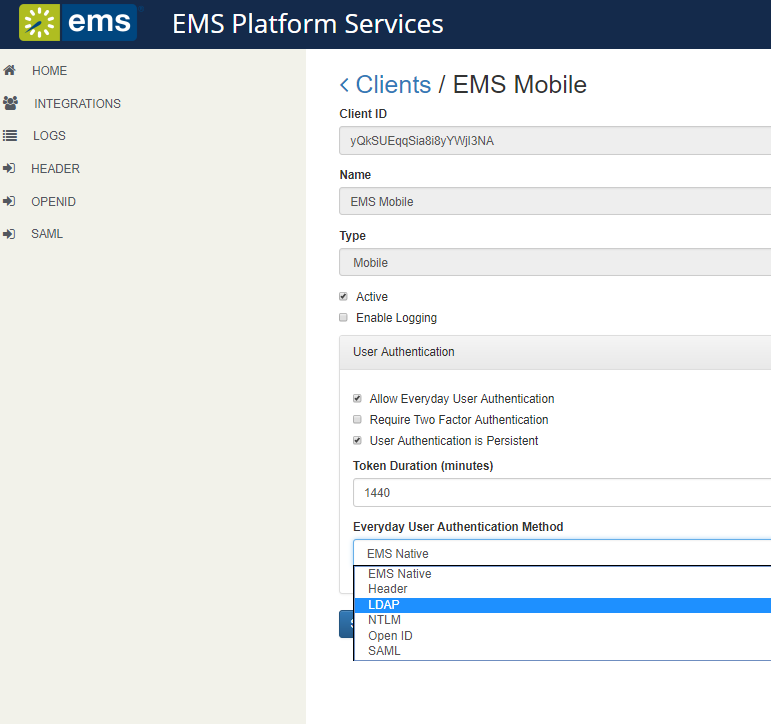 ems EMS Platform Services
HOME
INTEGRATIONS
LOGS
HEADER
OPENID
SAML
< Clients / EMS Mobile
Client ID
yQkSUEqqSia8i8yYWjI3NA
Name
EMS Mobile
Type
Mobile
Active
Enable Logging
User Authentication
Allow Everyday User Authentication
Require Two Factor Authentication
User Authentication is Persistent
Token Duration (minutes)
1440
Everyday User Authentication Method
EMS Native
EMS Native
Header
LDAP
NTLM
Open ID
SAML